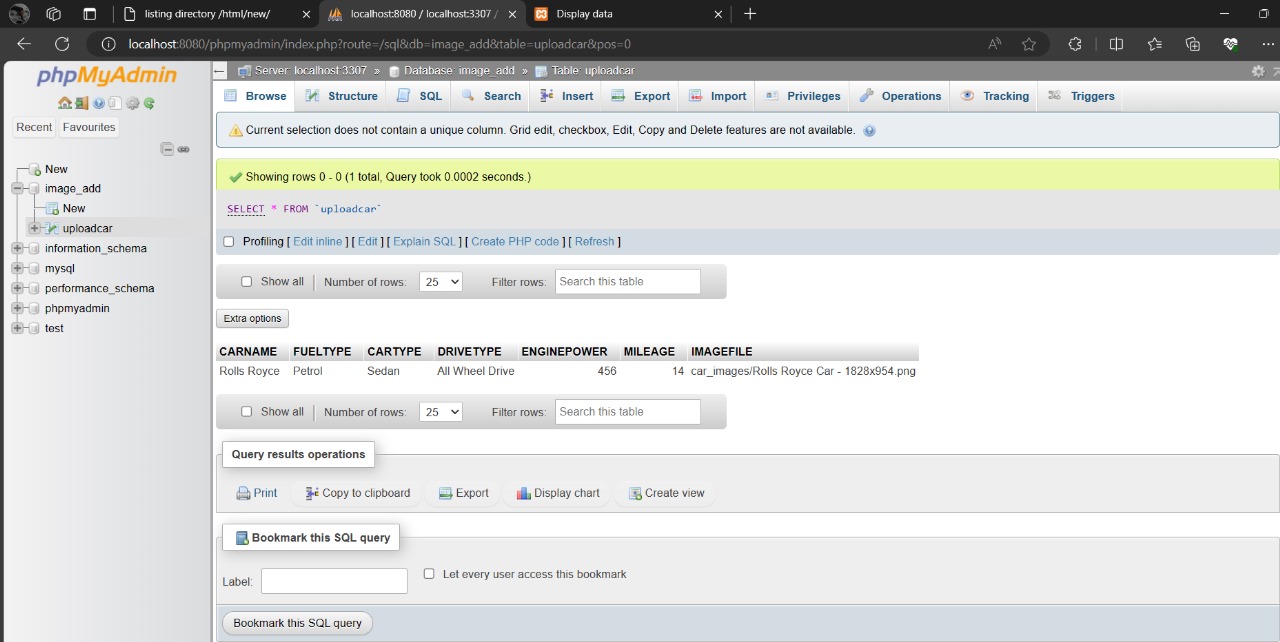 listing directory /html/new/
localhost:8080 / localhost:3307 /
Display data
localhost:8080/phpmyadmin/index.php?route=/sql&db=image_add&table=uploadcar&pos=0
phpMyAdmin
Server: localhost:3307 » Database: image_add » Table: uploadcar
Browse Structure SQL Search Insert Export Import Privileges Operations Tracking Triggers
Recent Favourites
New
image_add
New
uploadcar
information_schema
mysql
performance_schema
phpmyadmin
test
Current selection does not contain a unique column. Grid edit, checkbox, Edit, Copy and Delete features are not available.
Showing rows 0 - 0 (1 total, Query took 0.0002 seconds.)
SELECT * FROM `uploadcar`
Profiling [ Edit inline ] [ Edit ] [ Explain SQL ] [ Create PHP code ] [ Refresh ]
Show all Number of rows: 25 Filter rows: Search this table
Extra options
CARNAME FUELTYPE CARTYPE DRIVETYPE ENGINEPOWER MILEAGE IMAGEFILE
Rolls Royce Petrol Sedan All Wheel Drive 456 14 car_images/Rolls Royce Car - 1828x954.png
Show all Number of rows: 25 Filter rows: Search this table
Query results operations
Print Copy to clipboard Export Display chart Create view
Bookmark this SQL query
Label: Let every user access this bookmark
Bookmark this SQL query